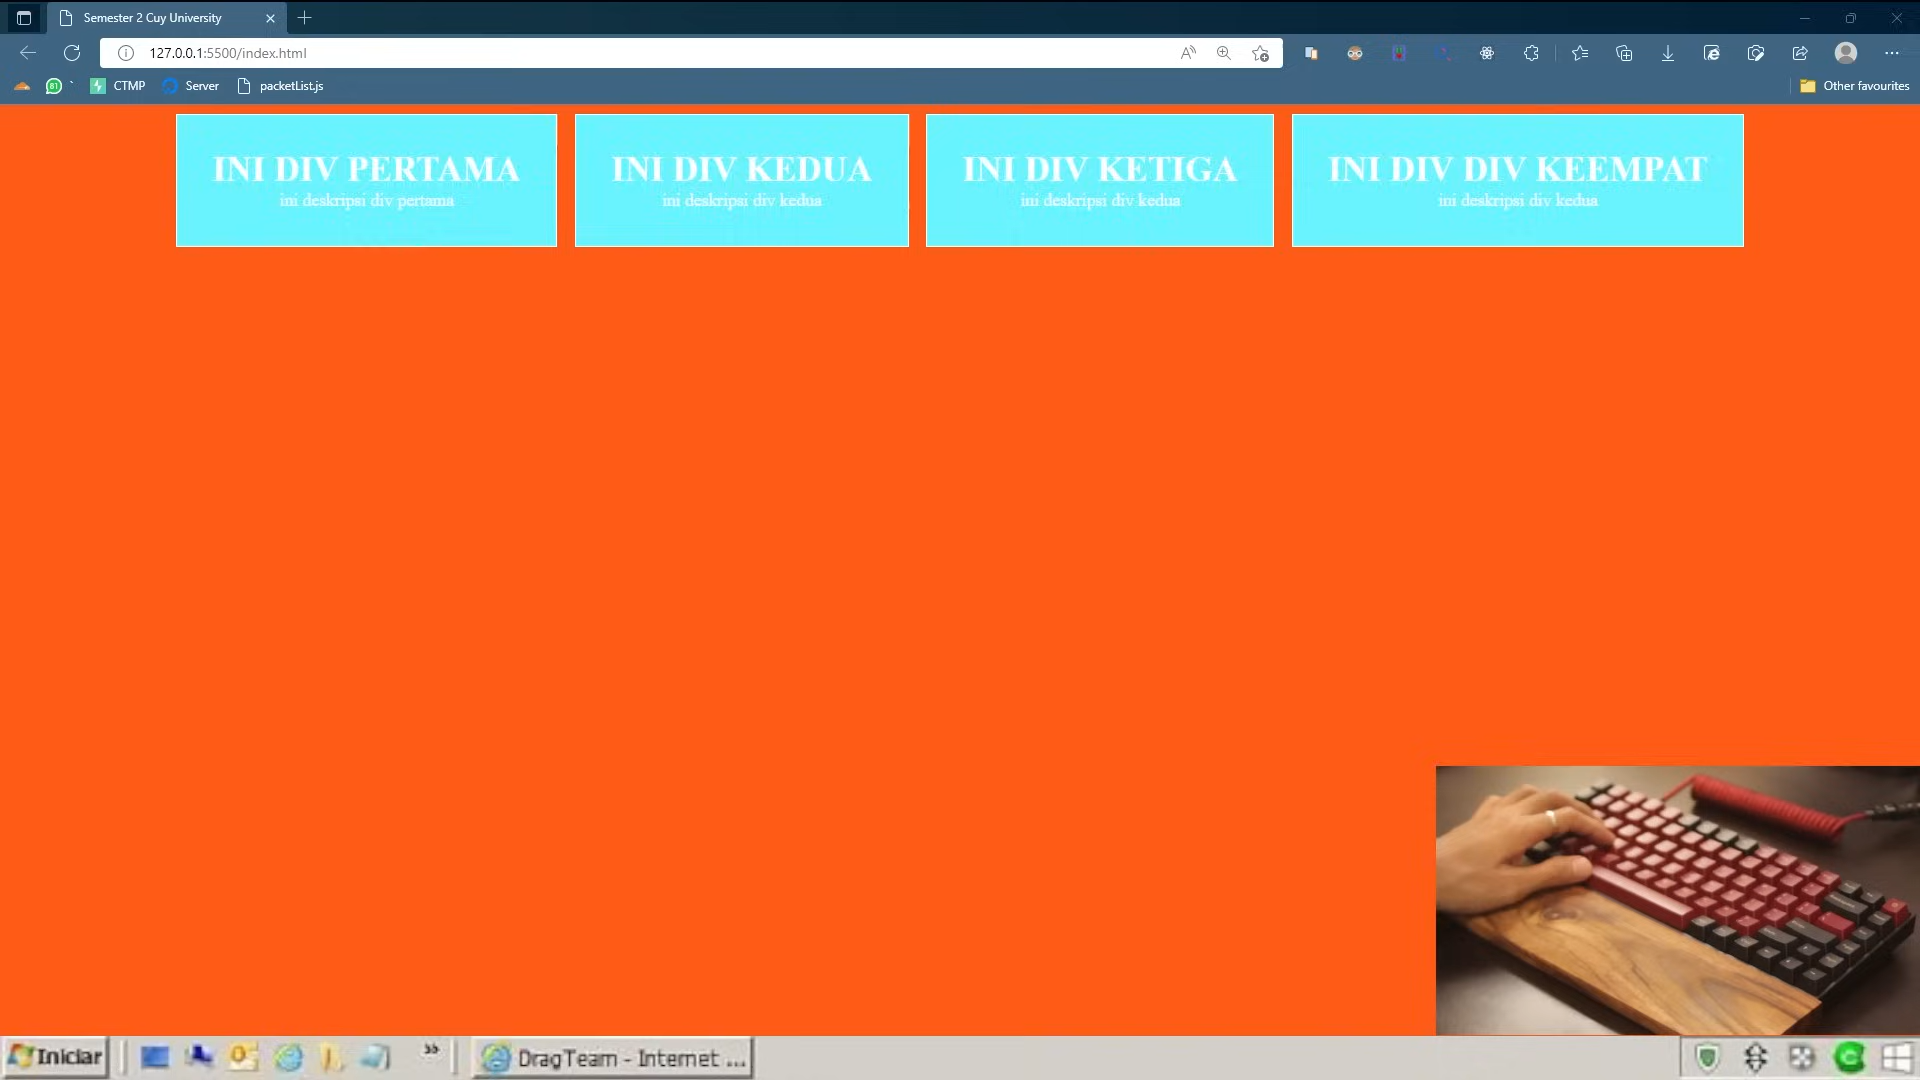 Semester 2 Cuy University
127.0.0.1:5500/index.html
CTMP
Server
packetList.js
Other favourites
INI DIV PERTAMA
ini deskripsi div pertama
INI DIV KEDUA
ini deskripsi div kedua
INI DIV KETIGA
ini deskripsi div kedua
INI DIV DIV KEEMPAT
ini deskripsi div kedua
Iniciar
DragTeam - Internet ...